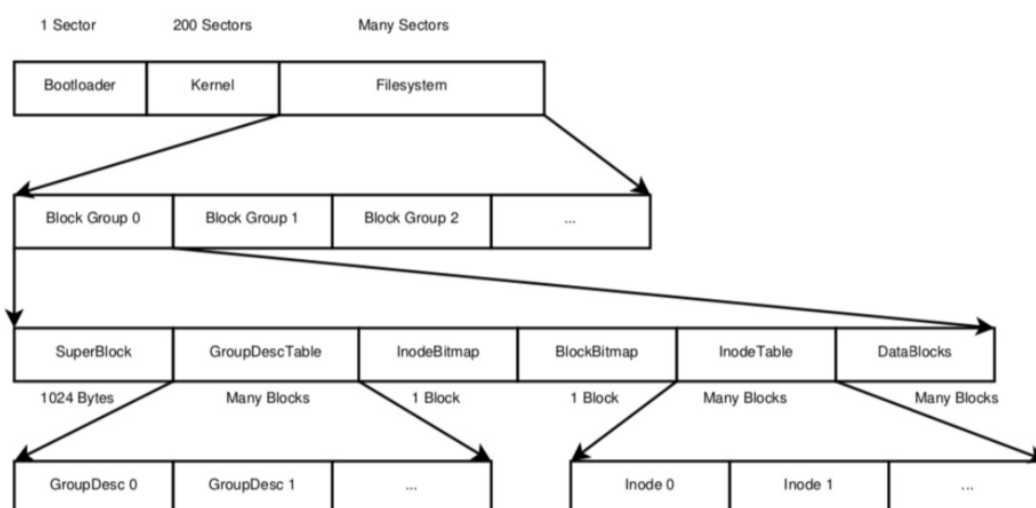 1 Sector 200 Sectors Many Sectors
Bootloader Kernel Filesystem
Block Group 0 Block Group 1 Block Group 2 ...
SuperBlock GroupDescTable InodeBitmap BlockBitmap InodeTable DataBlocks
1024 Bytes Many Blocks 1 Block 1 Block Many Blocks Many Blocks
GroupDesc 0 GroupDesc 1 ... Inode 0 Inode 1 ...